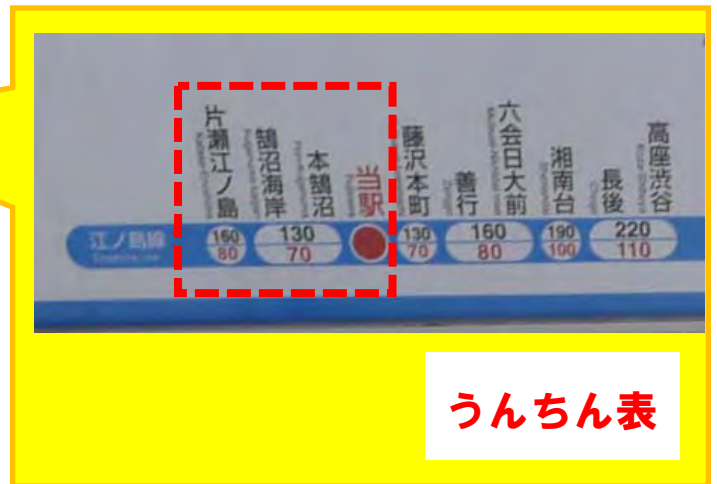 片瀬江ノ島
鵠沼海岸
本鵠沼
当駅
藤沢本町
善行
六会日大前
湘南台
長後
高座渋谷
江ノ島線
160 130 130 160 190 220
80 70 70 80 100 110
うんちん表